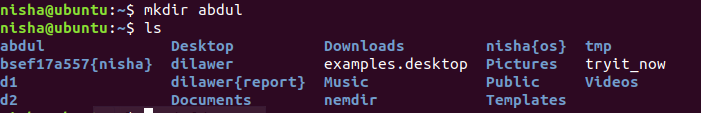 nisha@ubuntu:~$ mkdir abdul
nisha@ubuntu:~$ ls
abdul Desktop Downloads nisha{os} tmp
bsef17a557{nisha} dilawer examples.desktop Pictures tryit_now
d1 dilawer{report} Music Public Videos
d2 Documents nemdir Templates